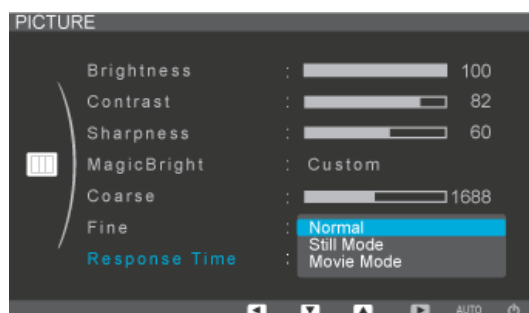 PICTURE
Brightness : 100
Contrast : 82
Sharpness : 60
MagicBright : Custom
Coarse : 1688
Fine : Normal
Still Mode
Response Time : Movie Mode
AUTO